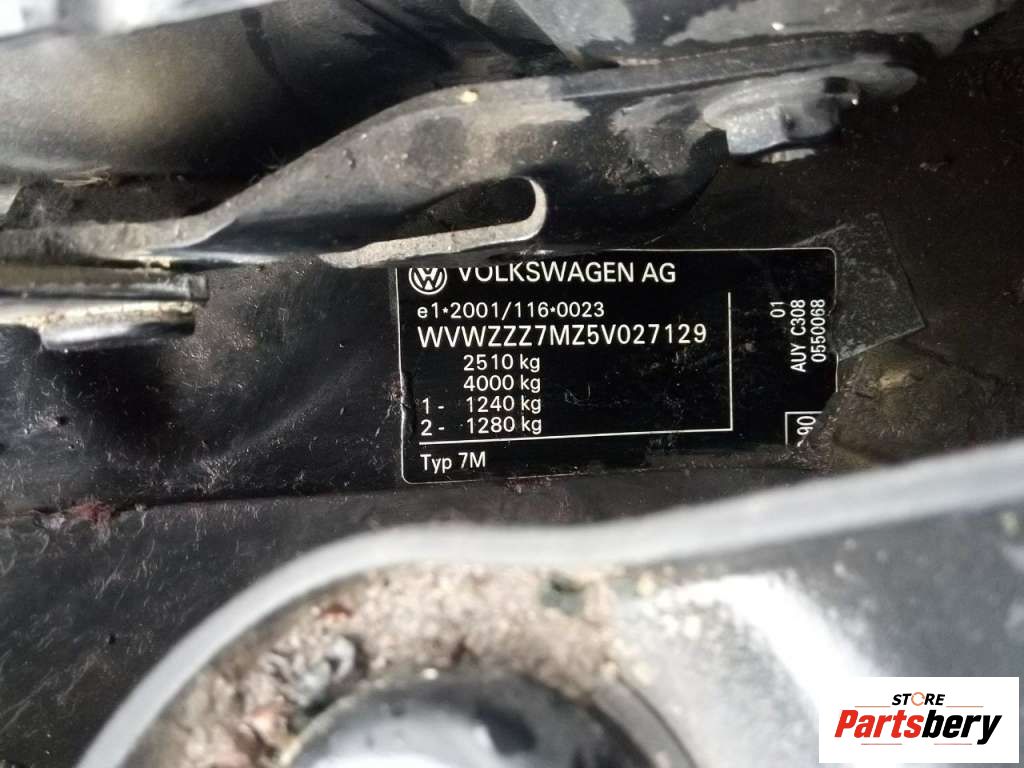 VOLKSWAGEN AG
e1*2001/116*0023
WVWZZZ7MZ5V027129
2510 kg
4000 kg
1 - 1240 kg
2 - 1280 kg
Typ 7M
01
AUY C308
0550068
STORE
Partsbery